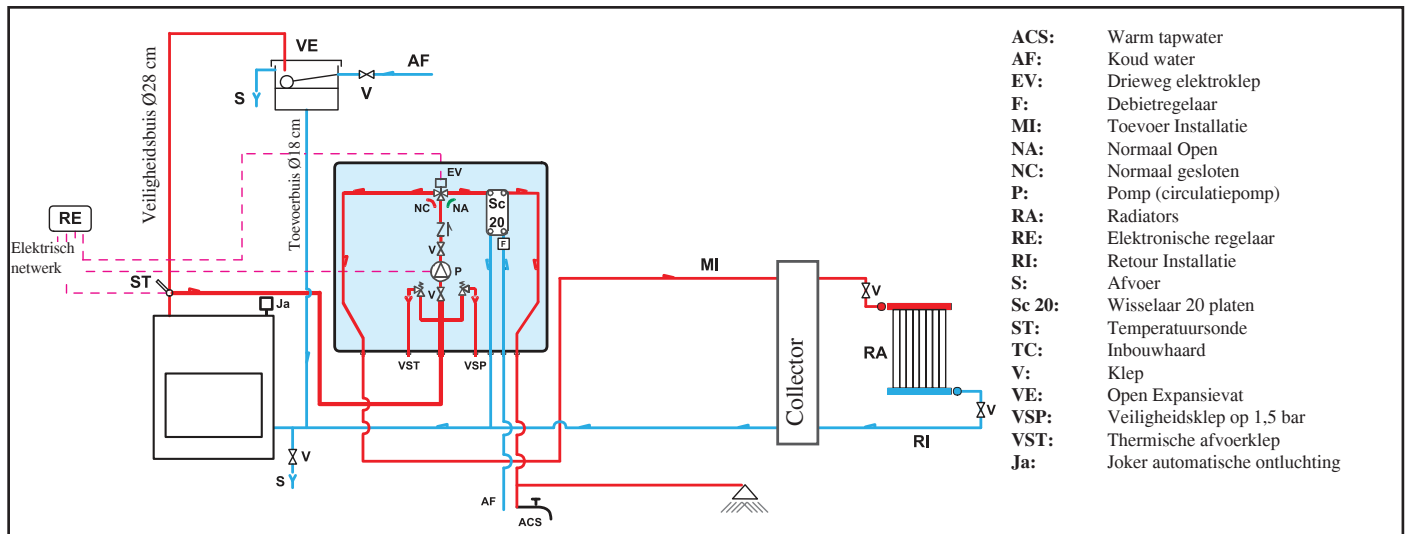 VE
AF
S
V
Veiligheidsbuis Ø28 cm
Toevoerbuis Ø18 cm
EV
NC
NA
Sc
20
F
V
P
V
RE
Elektrisch
netwerk
ST
Ja
VST
VSP
MI
Collector
V
RA
V
RI
V
S
AF
ACS
ACS: Warm tapwater
AF: Koud water
EV: Drieweg elektroklep
F: Debietregelaar
MI: Toevoer Installatie
NA: Normaal Open
NC: Normaal gesloten
P: Pomp (circulatiepomp)
RA: Radiators
RE: Elektronische regelaar
RI: Retour Installatie
S: Afvoer
Sc 20: Wisselaar 20 platen
ST: Temperatuursonde
TC: Inbouwhaard
V: Klep
VE: Open Expansievat
VSP: Veiligheidsklep op 1,5 bar
VST: Thermische afvoerklep
Ja: Joker automatische ontluchting